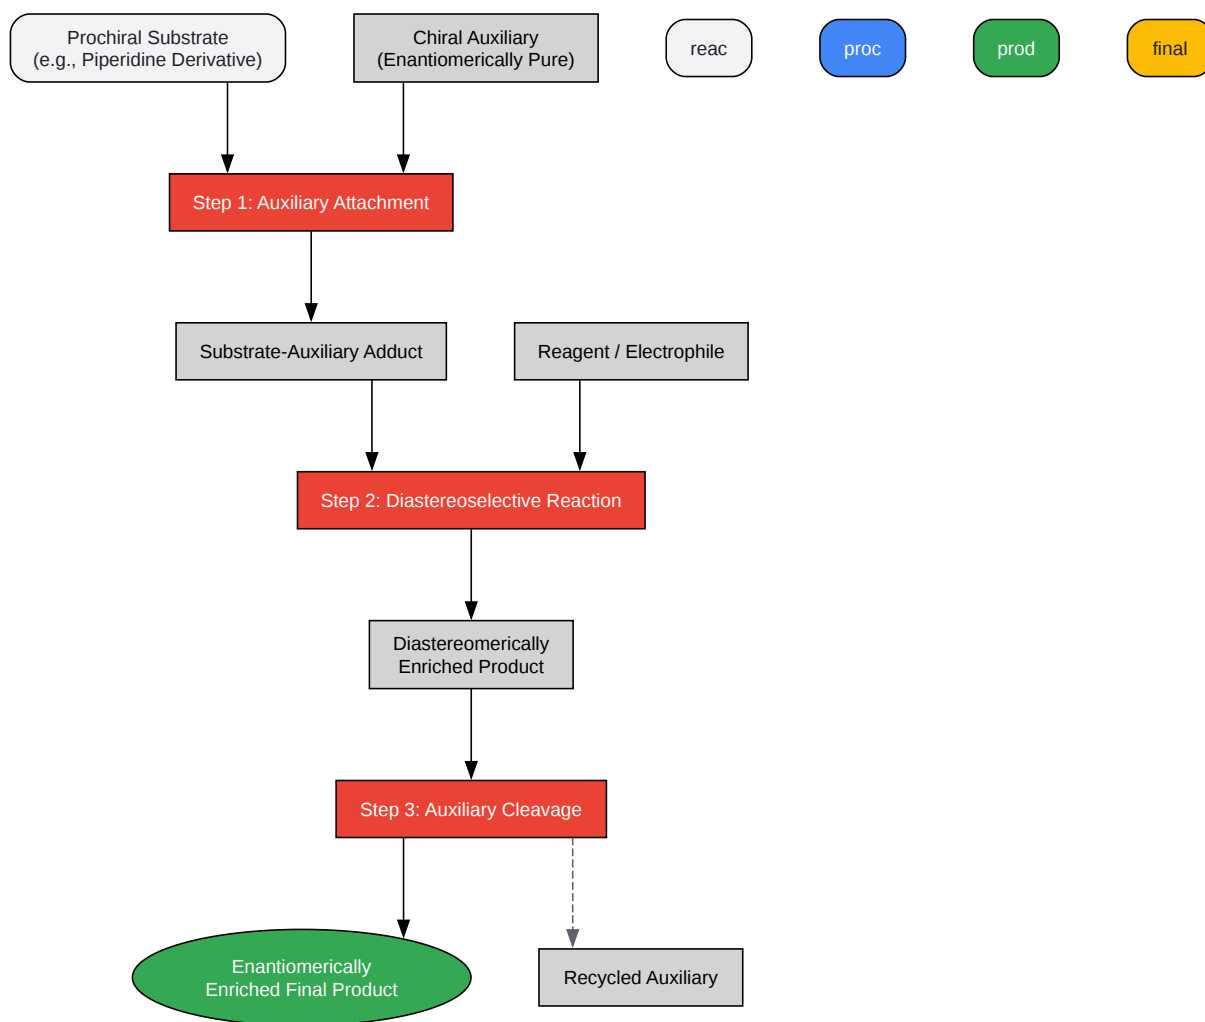 Prochiral Substrate
(e.g., Piperidine Derivative)
Chiral Auxiliary
(Enantiomerically Pure)
reac
proc
prod
final
Step 1: Auxiliary Attachment
Substrate-Auxiliary Adduct
Reagent / Electrophile
Step 2: Diastereoselective Reaction
Diastereomerically
Enriched Product
Step 3: Auxiliary Cleavage
Enantiomerically
Enriched Final Product
Recycled Auxiliary